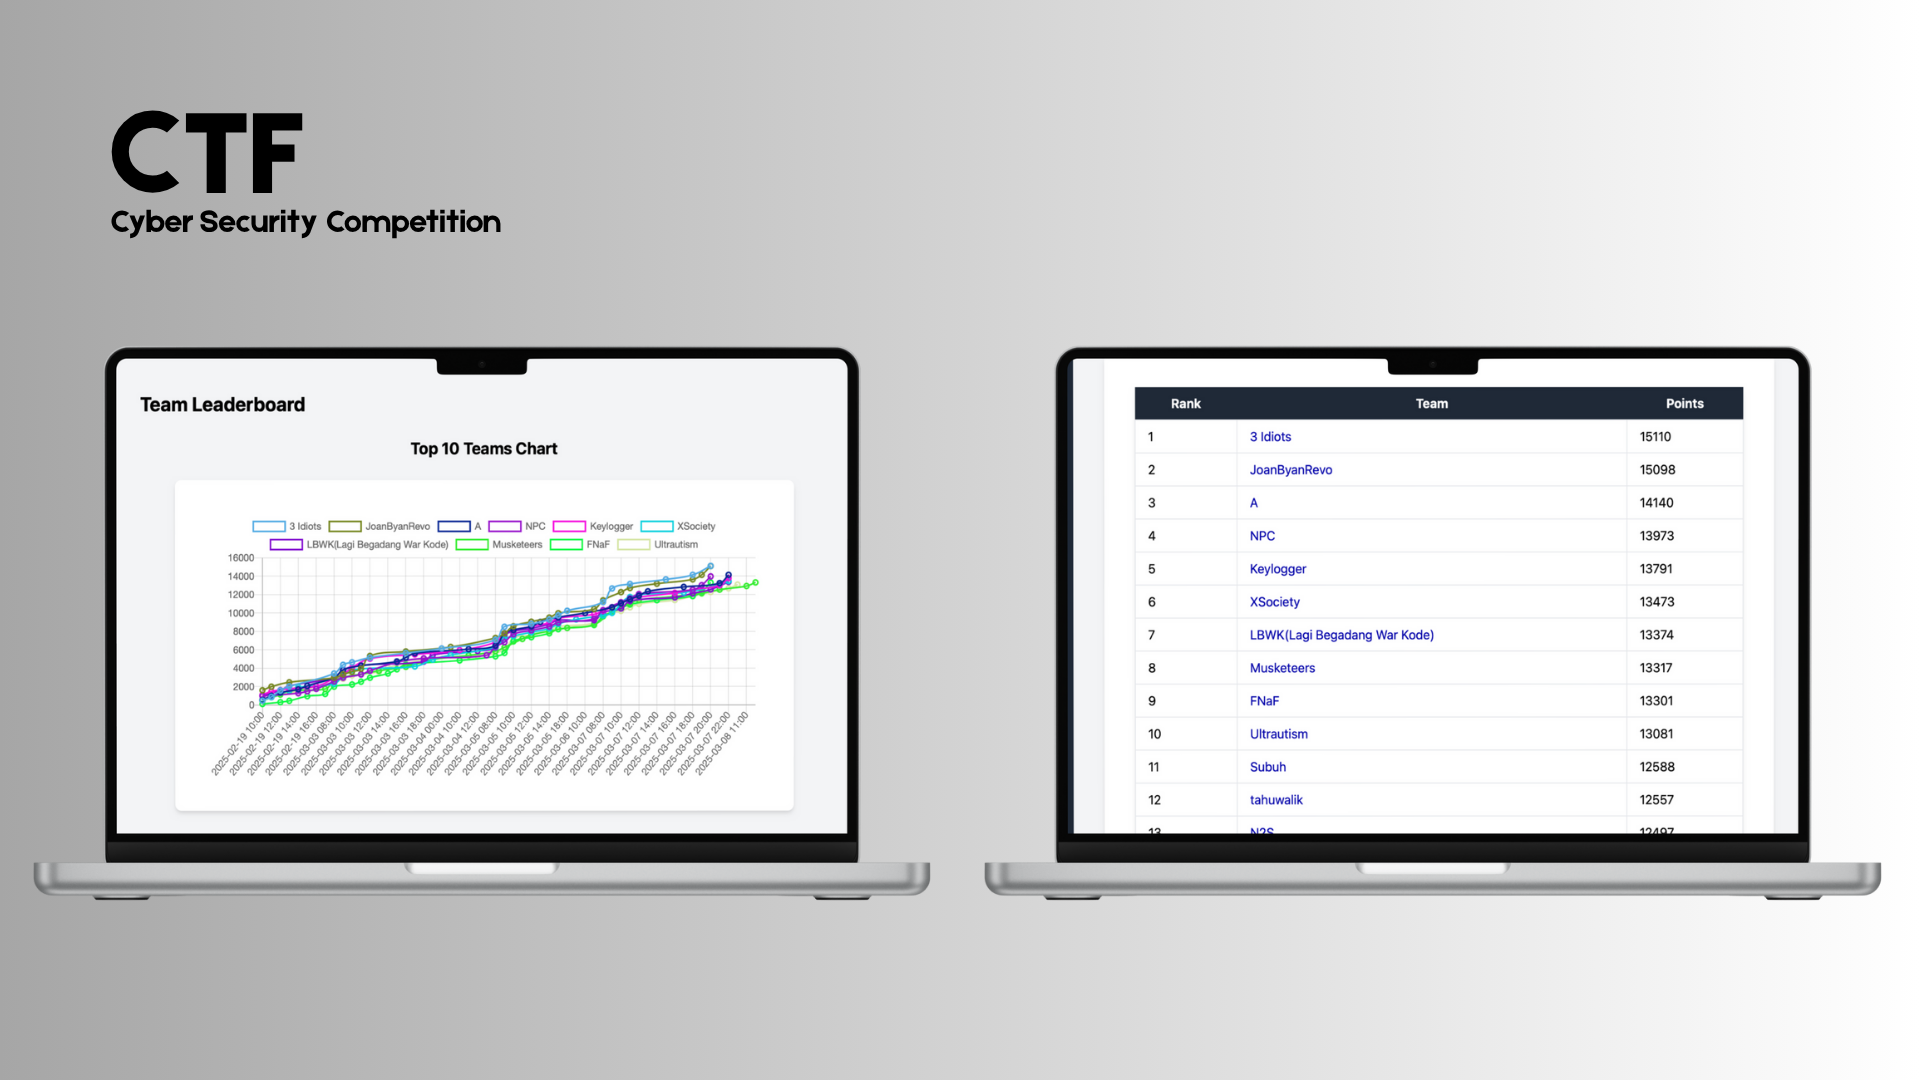 CTF
Cyber Security Competition
Team Leaderboard
Top 10 Teams Chart
3 Idiots JoanByanRevo A NPC Keylogger XSociety
LBWK(Lagi Begadang War Kode) Musketeers FNaF Ultrautism
16000
14000
12000
10000
8000
6000
4000
2000
0
2025-02-19 10:00
2025-02-19 12:00
2025-02-19 14:00
2025-02-19 16:00
2025-03-03 08:00
2025-03-03 10:00
2025-03-03 12:00
2025-03-03 14:00
2025-03-03 16:00
2025-03-03 18:00
2025-03-04 00:00
2025-03-04 10:00
2025-03-04 12:00
2025-03-05 08:00
2025-03-05 10:00
2025-03-05 12:00
2025-03-05 14:00
2025-03-05 18:00
2025-03-06 10:00
2025-03-07 08:00
2025-03-07 10:00
2025-03-07 12:00
2025-03-07 14:00
2025-03-07 16:00
2025-03-07 18:00
2025-03-07 20:00
2025-03-07 22:00
2025-03-08 11:00
Rank Team Points
1 3 Idiots 15110
2 JoanByanRevo 15098
3 A 14140
4 NPC 13973
5 Keylogger 13791
6 XSociety 13473
7 LBWK(Lagi Begadang War Kode) 13374
8 Musketeers 13317
9 FNaF 13301
10 Ultrautism 13081
11 Subuh 12588
12 tahuwalik 12557
13 N2S 12497